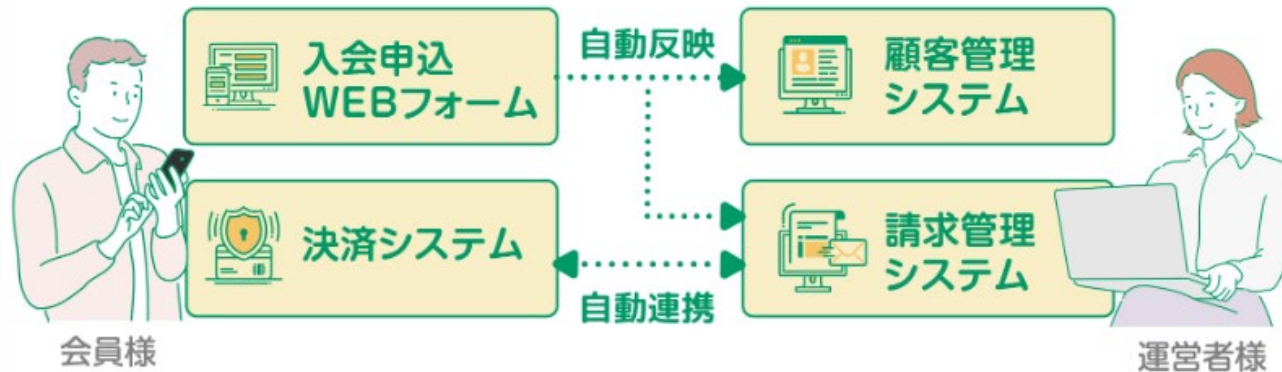 入会申込
WEBフォーム
自動反映
顧客管理
システム
決済システム
自動連携
請求管理
システム
会員様
運営者様